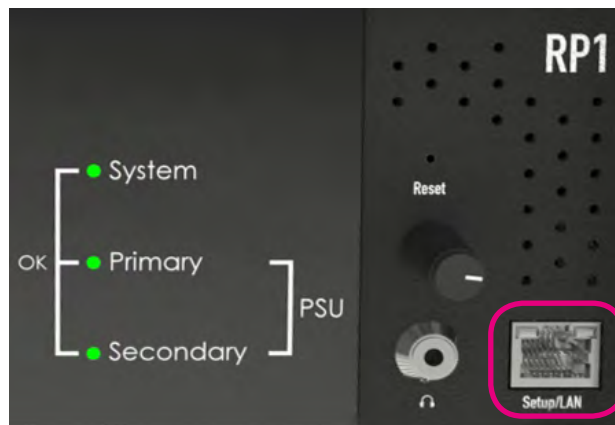 RP1
System
Reset
OK
Primary
PSU
Secondary
Setup/LAN